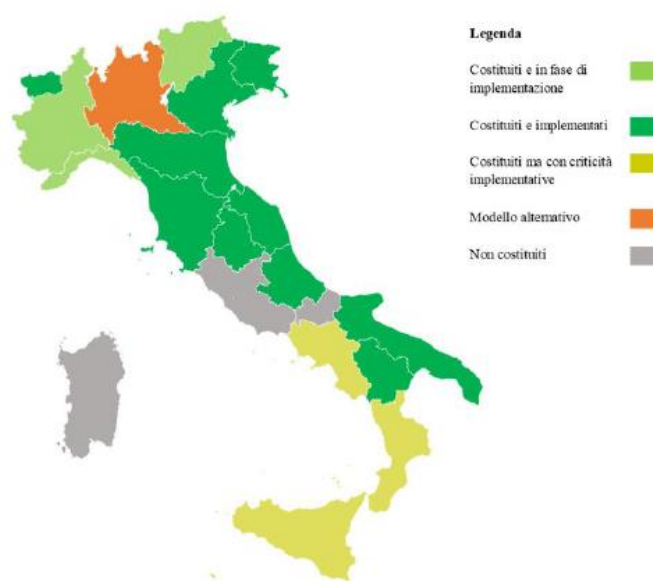 Legenda
Costituiti e in fase di
implementazione
Costituiti e implementati
Costituiti ma con criticità
implementative
Modello alternativo
Non costituiti